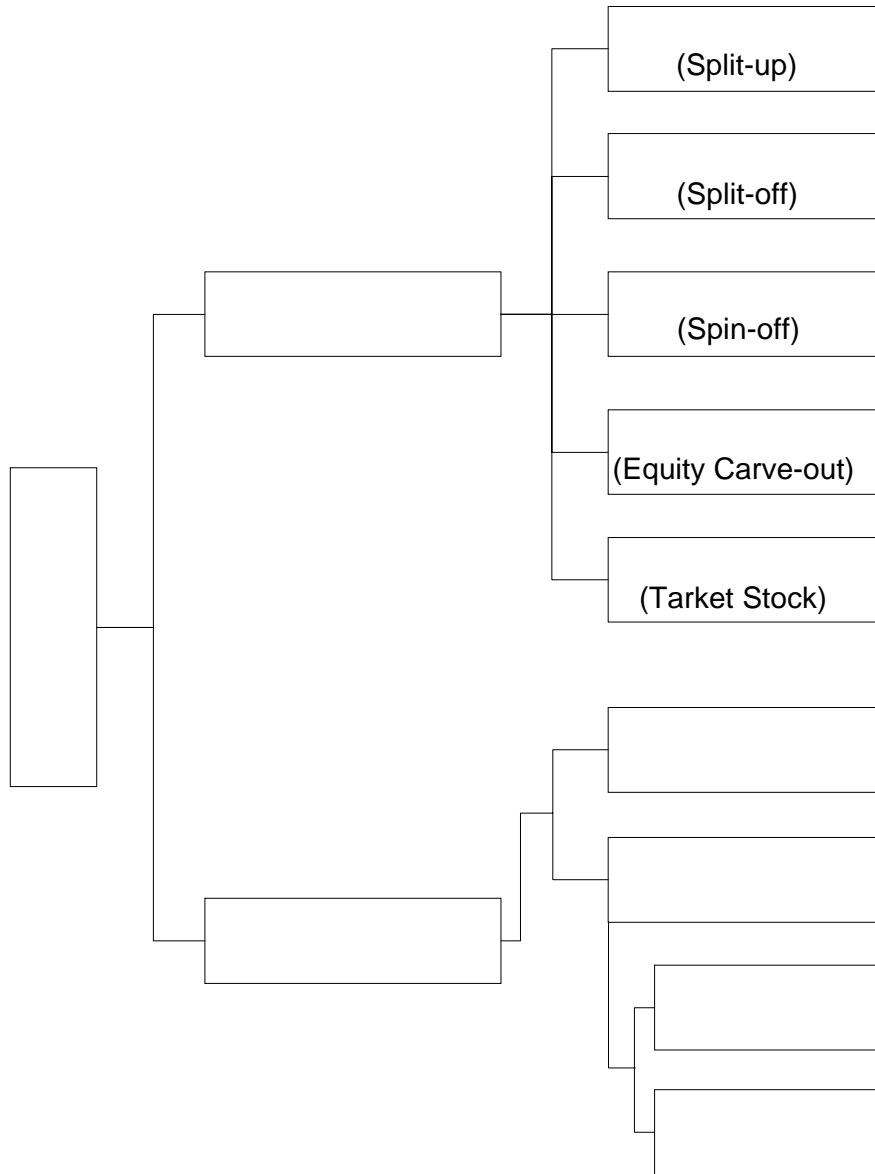 (Split-up)
(Split-off)
(Spin-off)
(Equity Carve-out)
(Tarket Stock)